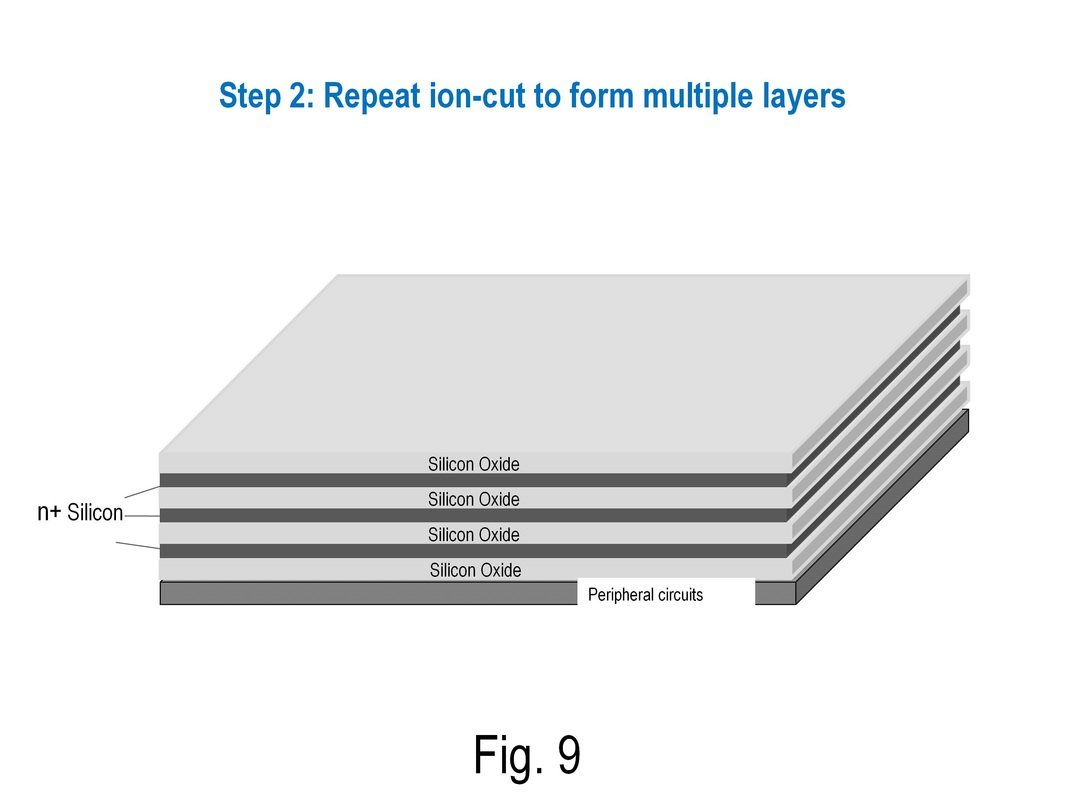 Step 2: Repeat ion-cut to form multiple layers
Silicon Oxide
Silicon Oxide
n+ Silicon
Silicon Oxide
Silicon Oxide
Peripheral circuits
Fig. 9